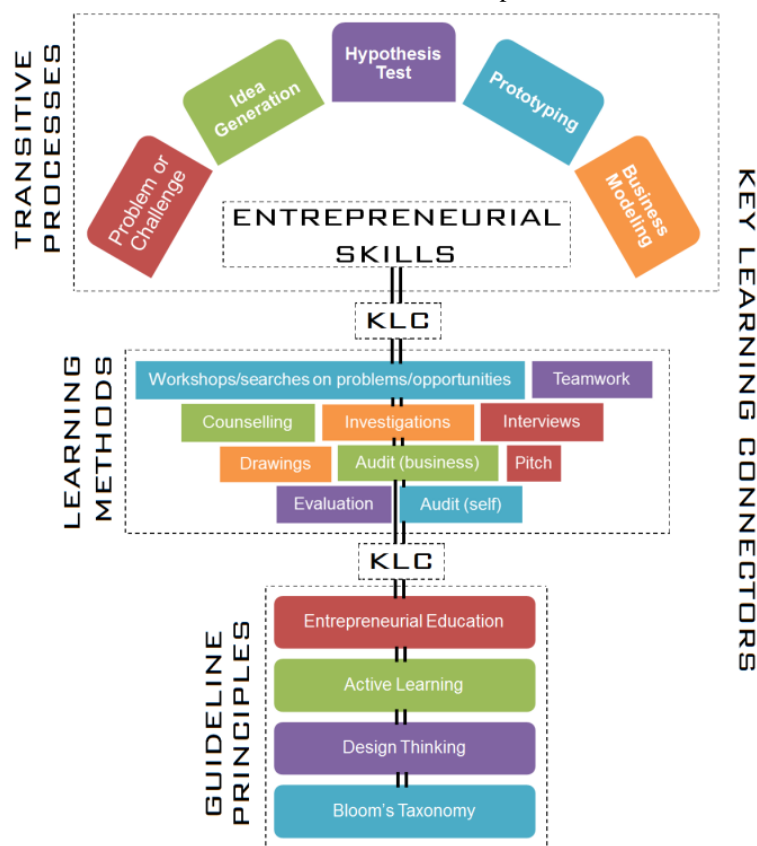 TRANSITIVE
PROCESSES
Problem or
Challenge
Idea
Generation
Hypothesis
Test
Prototyping
Business
Modeling
ENTREPRENEURIAL
SKILLS
KLC
KEY LEARNING CONNECTORS
LEARNING
METHODS
Workshops/searches on problems/opportunities
Teamwork
Counselling
Investigations
Interviews
Drawings
Audit (business)
Pitch
Evaluation
Audit (self)
KLC
GUIDELINE
PRINCIPLES
Entrepreneurial Education
Active Learning
Design Thinking
Bloom's Taxonomy